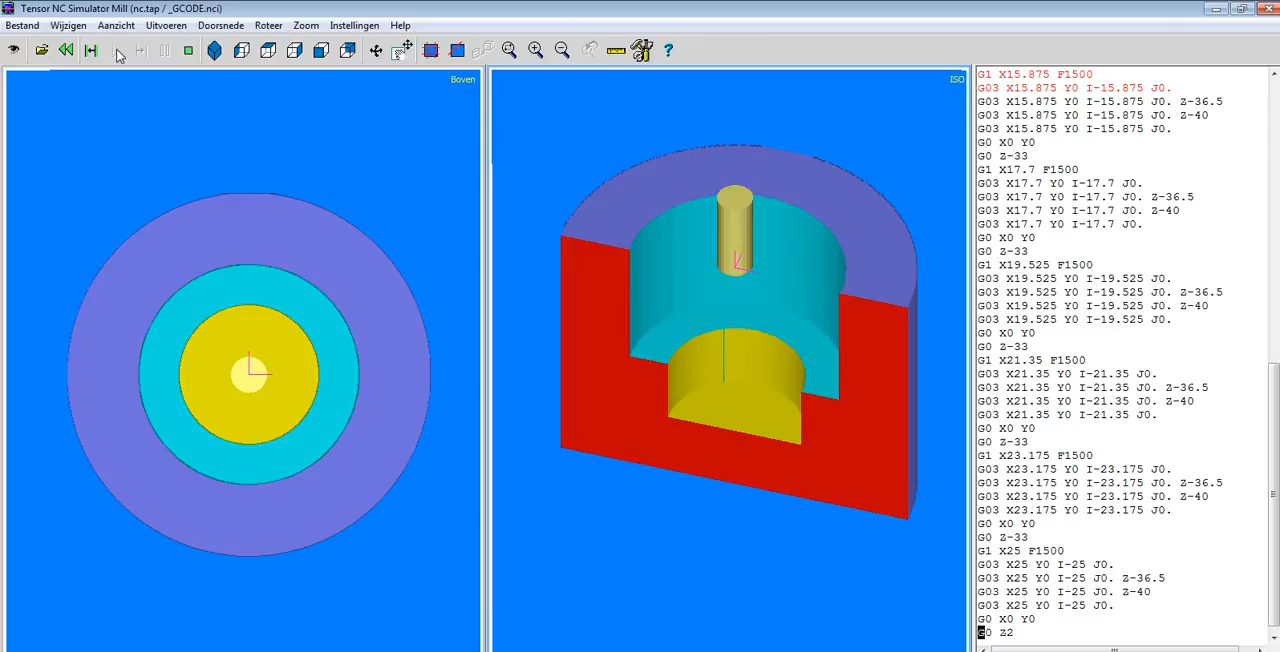 Tensor NC Simulator Mill (nc.tap / _GCODE.nci)
Bestand Wijzigen Aanzicht Uitvoeren Doorsnede Roteer Zoom Instellingen Help
Boven
ISO
G1 X15.875 F1500
G03 X15.875 Y0 I-15.875 J0.
G03 X15.875 Y0 I-15.875 J0. Z-36.5
G03 X15.875 Y0 I-15.875 J0. Z-40
G03 X15.875 Y0 I-15.875 J0.
G0 X0 Y0
G0 Z-33
G1 X17.7 F1500
G03 X17.7 Y0 I-17.7 J0.
G03 X17.7 Y0 I-17.7 J0. Z-36.5
G03 X17.7 Y0 I-17.7 J0. Z-40
G03 X17.7 Y0 I-17.7 J0.
G0 X0 Y0
G0 Z-33
G1 X19.525 F1500
G03 X19.525 Y0 I-19.525 J0.
G03 X19.525 Y0 I-19.525 J0. Z-36.5
G03 X19.525 Y0 I-19.525 J0. Z-40
G03 X19.525 Y0 I-19.525 J0.
G0 X0 Y0
G0 Z-33
G1 X21.35 F1500
G03 X21.35 Y0 I-21.35 J0.
G03 X21.35 Y0 I-21.35 J0. Z-36.5
G03 X21.35 Y0 I-21.35 J0. Z-40
G03 X21.35 Y0 I-21.35 J0.
G0 X0 Y0
G0 Z-33
G1 X23.175 F1500
G03 X23.175 Y0 I-23.175 J0.
G03 X23.175 Y0 I-23.175 J0. Z-36.5
G03 X23.175 Y0 I-23.175 J0. Z-40
G03 X23.175 Y0 I-23.175 J0.
G0 X0 Y0
G0 Z-33
G1 X25 F1500
G03 X25 Y0 I-25 J0.
G03 X25 Y0 I-25 J0. Z-36.5
G03 X25 Y0 I-25 J0. Z-40
G03 X25 Y0 I-25 J0.
G0 X0 Y0
G0 Z2